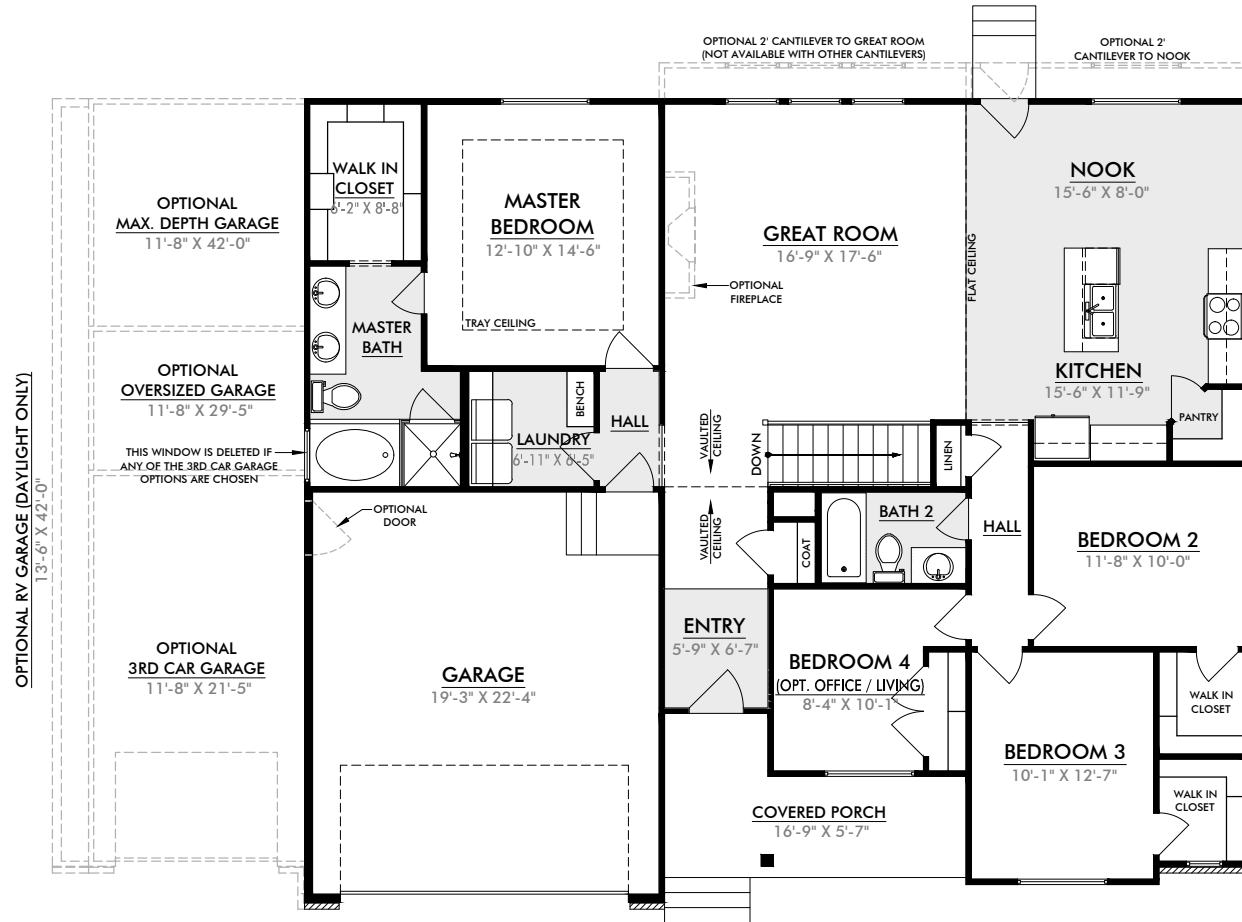 OPTIONAL 2' CANTILEVER TO GREAT ROOM
(NOT AVAILABLE WITH OTHER CANTILEVERS)
OPTIONAL 2'
CANTILEVER TO NOOK
WALK IN
CLOSET
6'-2" X 8'-8"
MASTER
BEDROOM
12'-10" X 14'-6"
TRAY CEILING
OPTIONAL
MAX. DEPTH GARAGE
11'-8" X 42'-0"
GREAT ROOM
16'-9" X 17'-6"
OPTIONAL
FIREPLACE
FLAT CEILING
NOOK
15'-6" X 8'-0"
KITCHEN
15'-6" X 11'-9"
PANTRY
MASTER
BATH
OPTIONAL
OVERSIZED GARAGE
11'-8" X 29'-5"
THIS WINDOW IS DELETED IF
ANY OF THE 3RD CAR GARAGE
OPTIONS ARE CHOSEN
BENCH
LAUNDRY
6'-11" X 6'-5"
HALL
VAULTED
CEILING
DOWN
LINEN
VAULTED
CEILING
COAT
BATH 2
HALL
BEDROOM 2
11'-8" X 10'-0"
OPTIONAL
DOOR
OPTIONAL RV GARAGE (DAYLIGHT ONLY)
13'-6" X 42'-0"
OPTIONAL
3RD CAR GARAGE
11'-8" X 21'-5"
GARAGE
19'-3" X 22'-4"
ENTRY
5'-9" X 6'-7"
BEDROOM 4
(OPT. OFFICE / LIVING)
8'-4" X 10'-1"
WALK IN
CLOSET
BEDROOM 3
10'-1" X 12'-7"
WALK IN
CLOSET
COVERED PORCH
16'-9" X 5'-7"